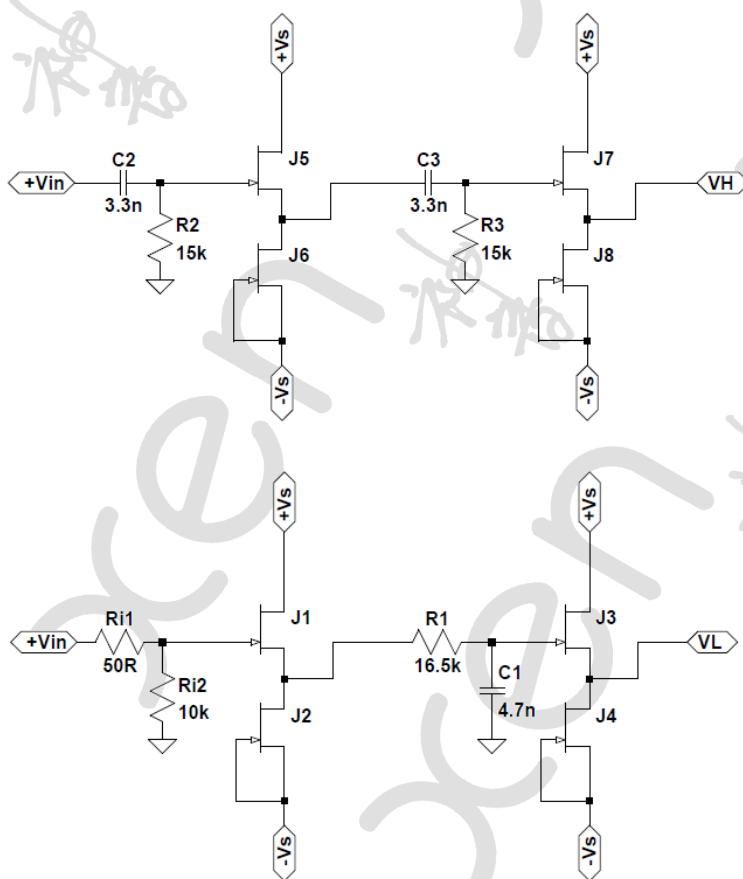 +Vs
+Vs
C2
J5
C3
J7
+Vin
VH
3.3n
3.3n
R2
R3
15k
J6
15k
J8
-Vs
-Vs
xen
+Vs
+Vs
Ri1
J1
R1
J3
+Vin
VL
50R
16.5k
Ri2
C1
10k
J2
4.7n
J4
xen
-Vs
-Vs